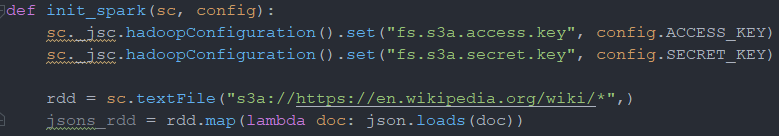 def init_spark(sc, config):
sc._jsc.hadoopConfiguration().set("fs.s3a.access.key", config.ACCESS_KEY)
sc._jsc.hadoopConfiguration().set("fs.s3a.secret.key", config.SECRET_KEY)
rdd = sc.textFile("s3a://https://en.wikipedia.org/wiki/*",)
jsons_rdd = rdd.map(lambda doc: json.loads(doc))